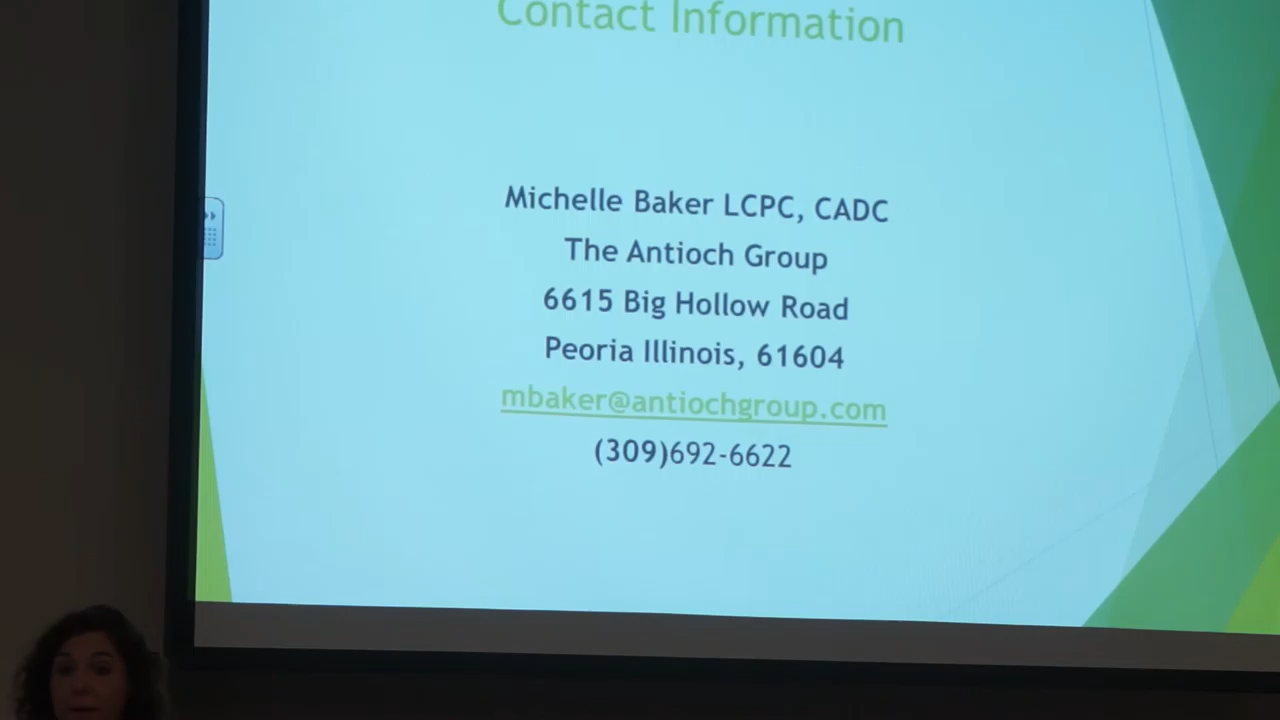 Contact Information
Michelle Baker LCPC, CADC
The Antioch Group
6615 Big Hollow Road
Peoria Illinois, 61604
mbaker@antiochgroup.com
(309)692-6622